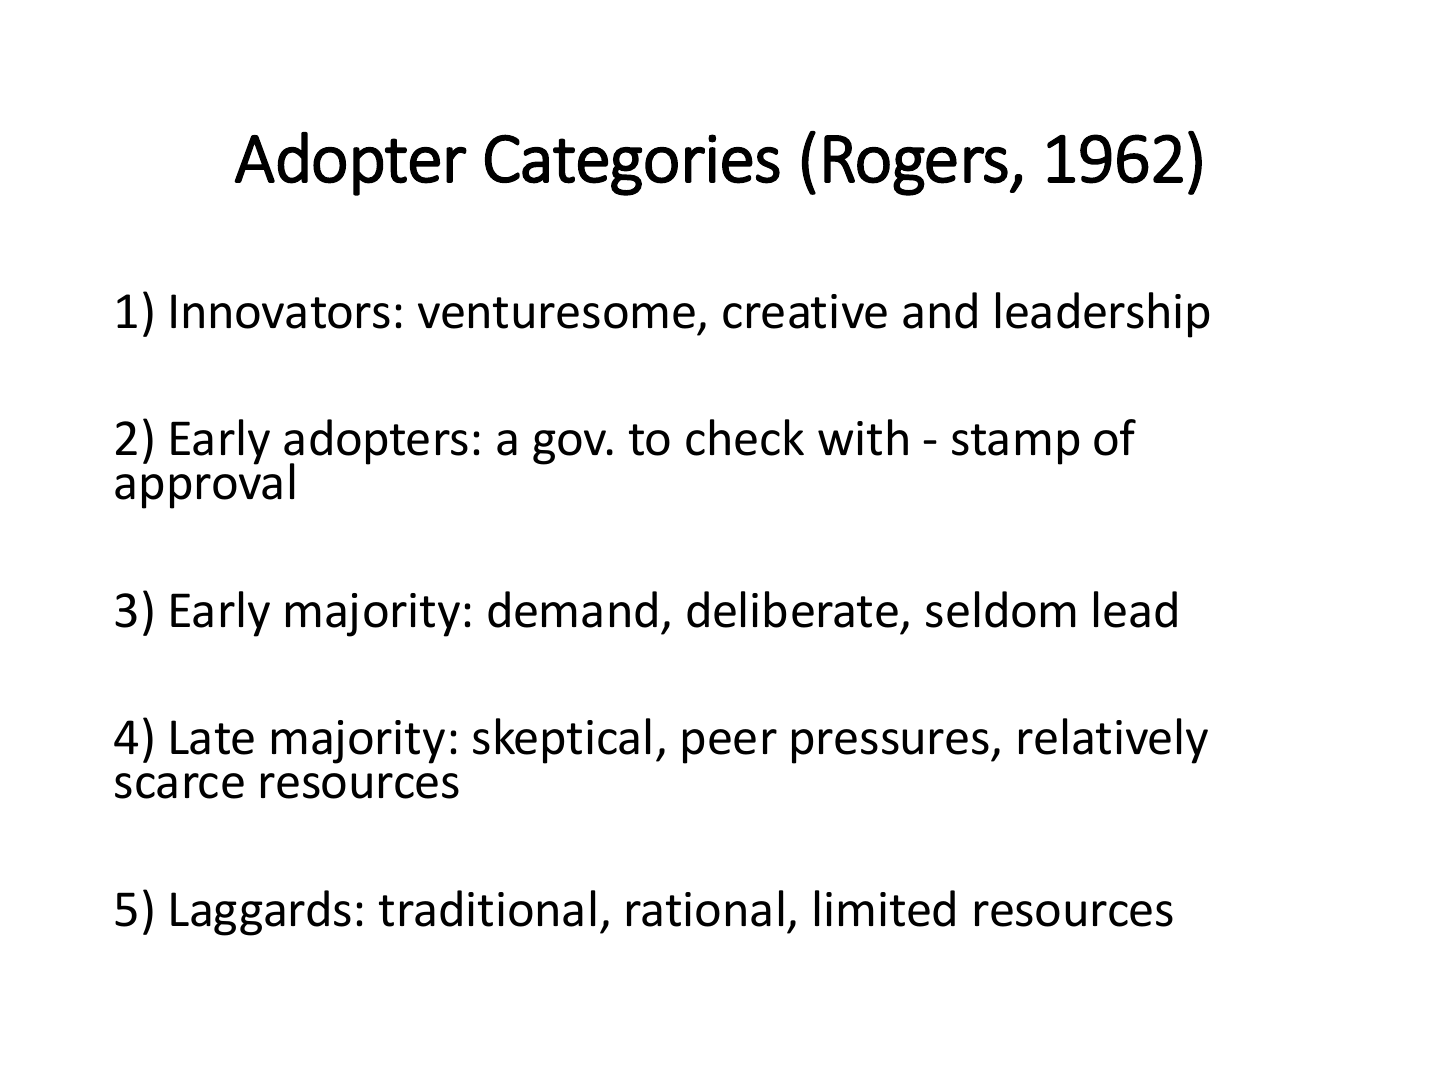 Adopter Categories (Rogers, 1962)
1) Innovators: venturesome, creative and leadership
2) Early adopters: a gov. to check with - stamp of
approval
3) Early majority: demand, deliberate, seldom lead
4) Late majority: skeptical, peer pressures, relatively
scarce resources
5) Laggards: traditional, rational, limited resources